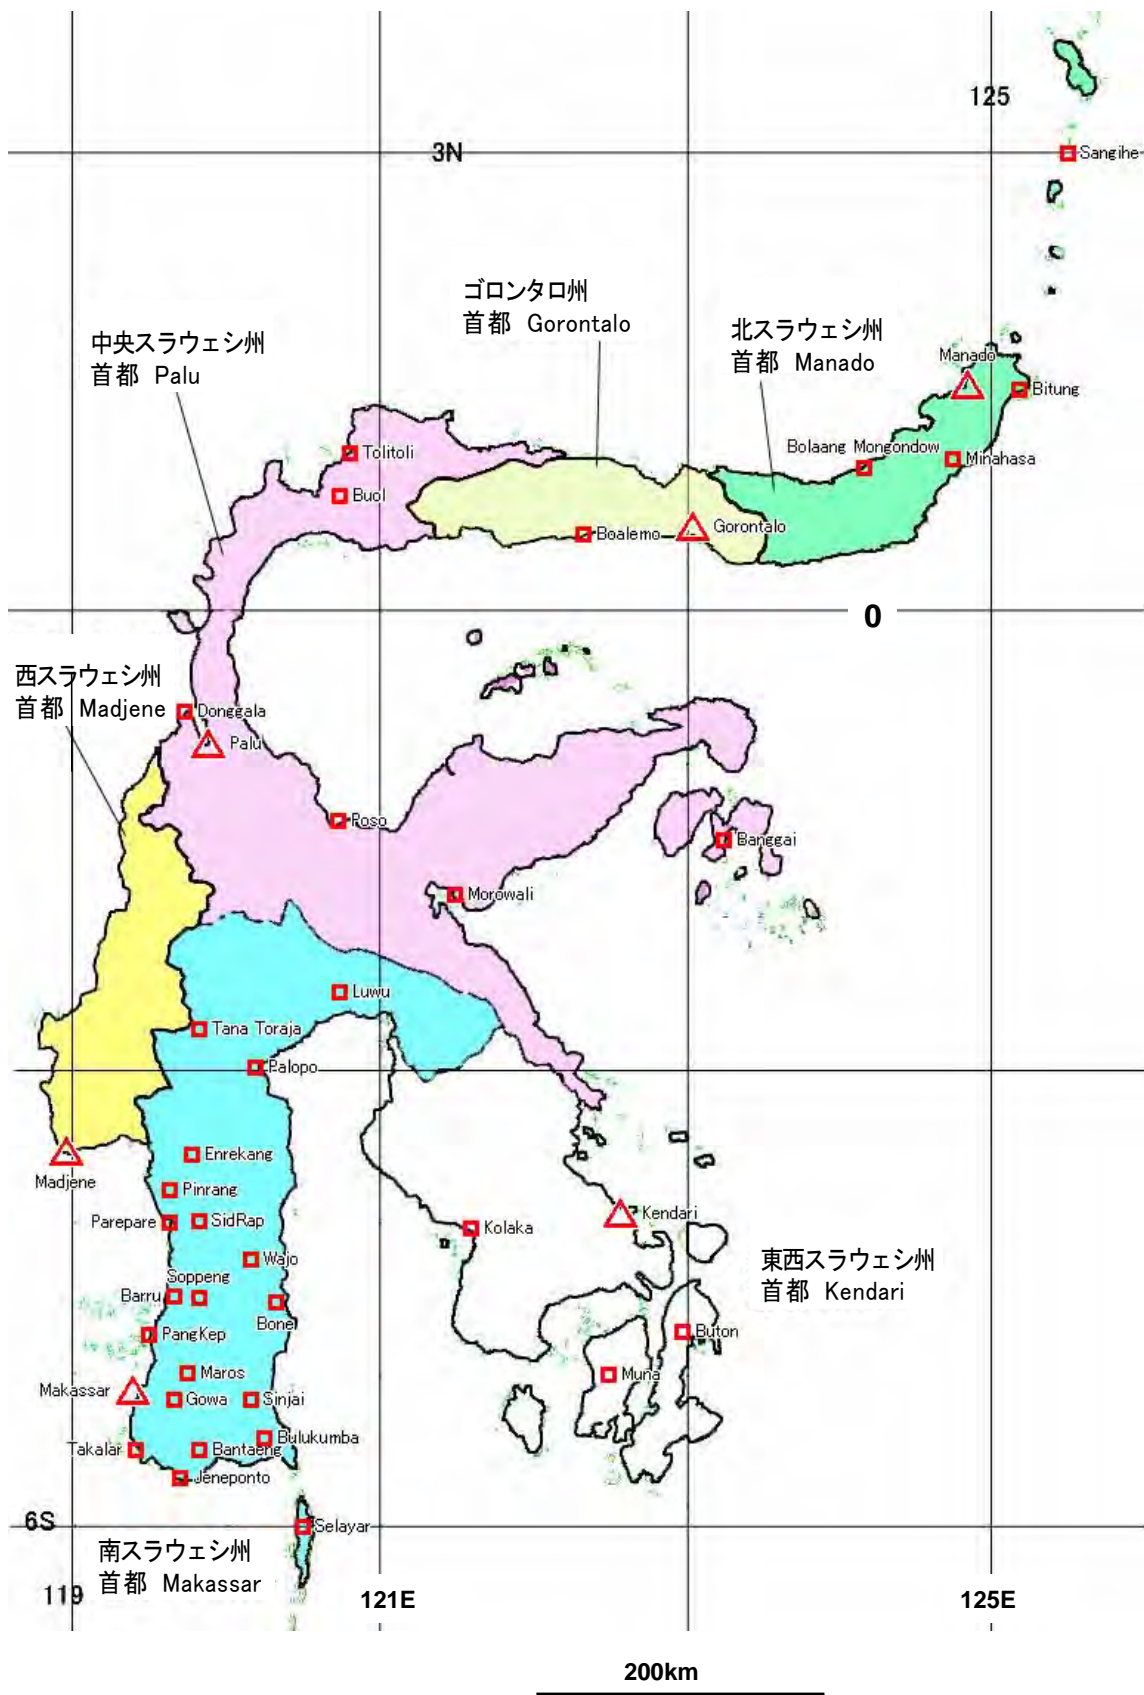 125
3N
Sangihe
ゴロンタロ州
首都 Gorontalo
北スラウェシ州
首都 Manado
中央スラウェシ州
首都 Palu
Manado
Bitung
Bolaang Mongondow
Minahasa
Tolitoli
Buol
Boalemo
Gorontalo
0
西スラウェシ州
首都 Madjene
Donggala
Palu
Poso
Banggai
Morowali
Luwu
Tana Toraja
Palopo
Enrekang
Madjene
Pinrang
Parepare
SidRap
Kendari
Kolaka
Wajo
東西スラウェシ州
首都 Kendari
Soppeng
Barru
Bone
PangKep
Buton
Maros
Muna
Makassar
Gowa
Sinjai
Bulukumba
Takalar
Bantaeng
Jeneponto
6S
Selayar
南スラウェシ州
首都 Makassar
119
121E
125E
200km